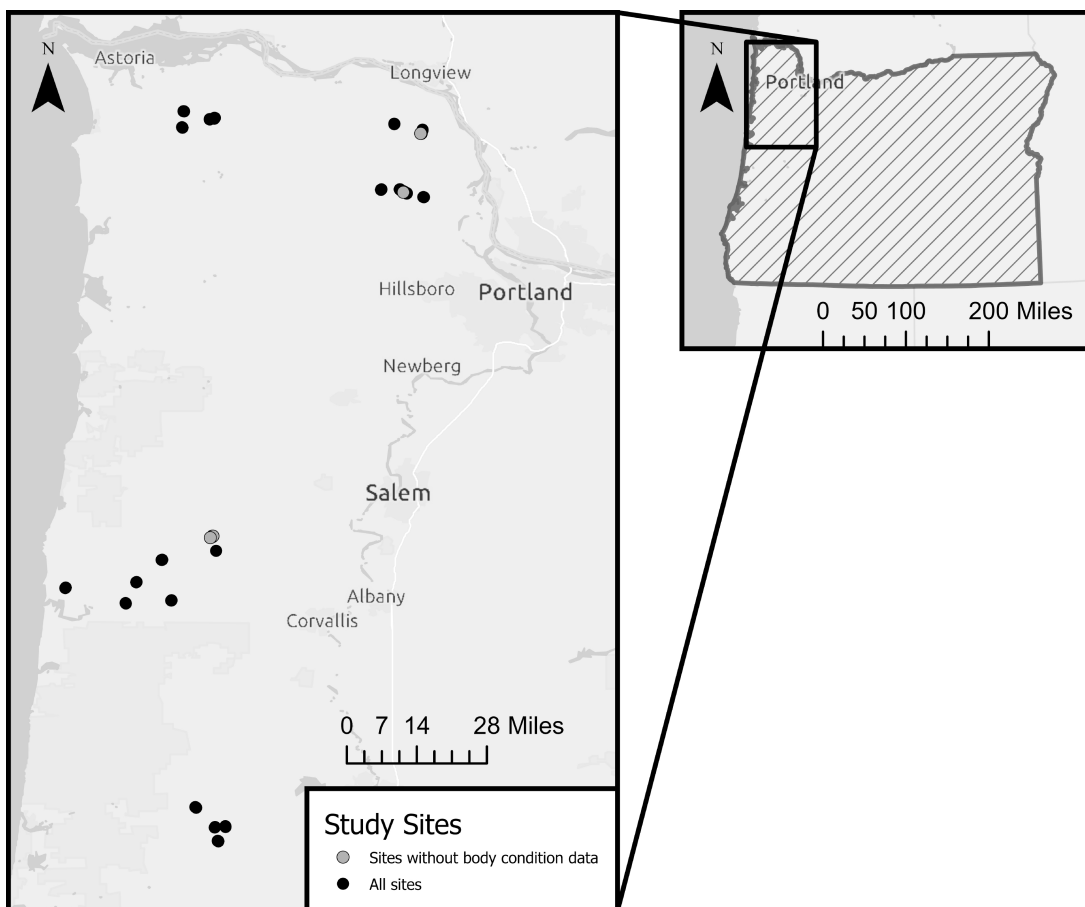 N
Astoria
Longview
Hillsboro
Portland
Newberg
Salem
Albany
Corvallis
0 7 14 28 Miles
Study Sites
Sites without body condition data
All sites
N
Portland
0 50 100 200 Miles